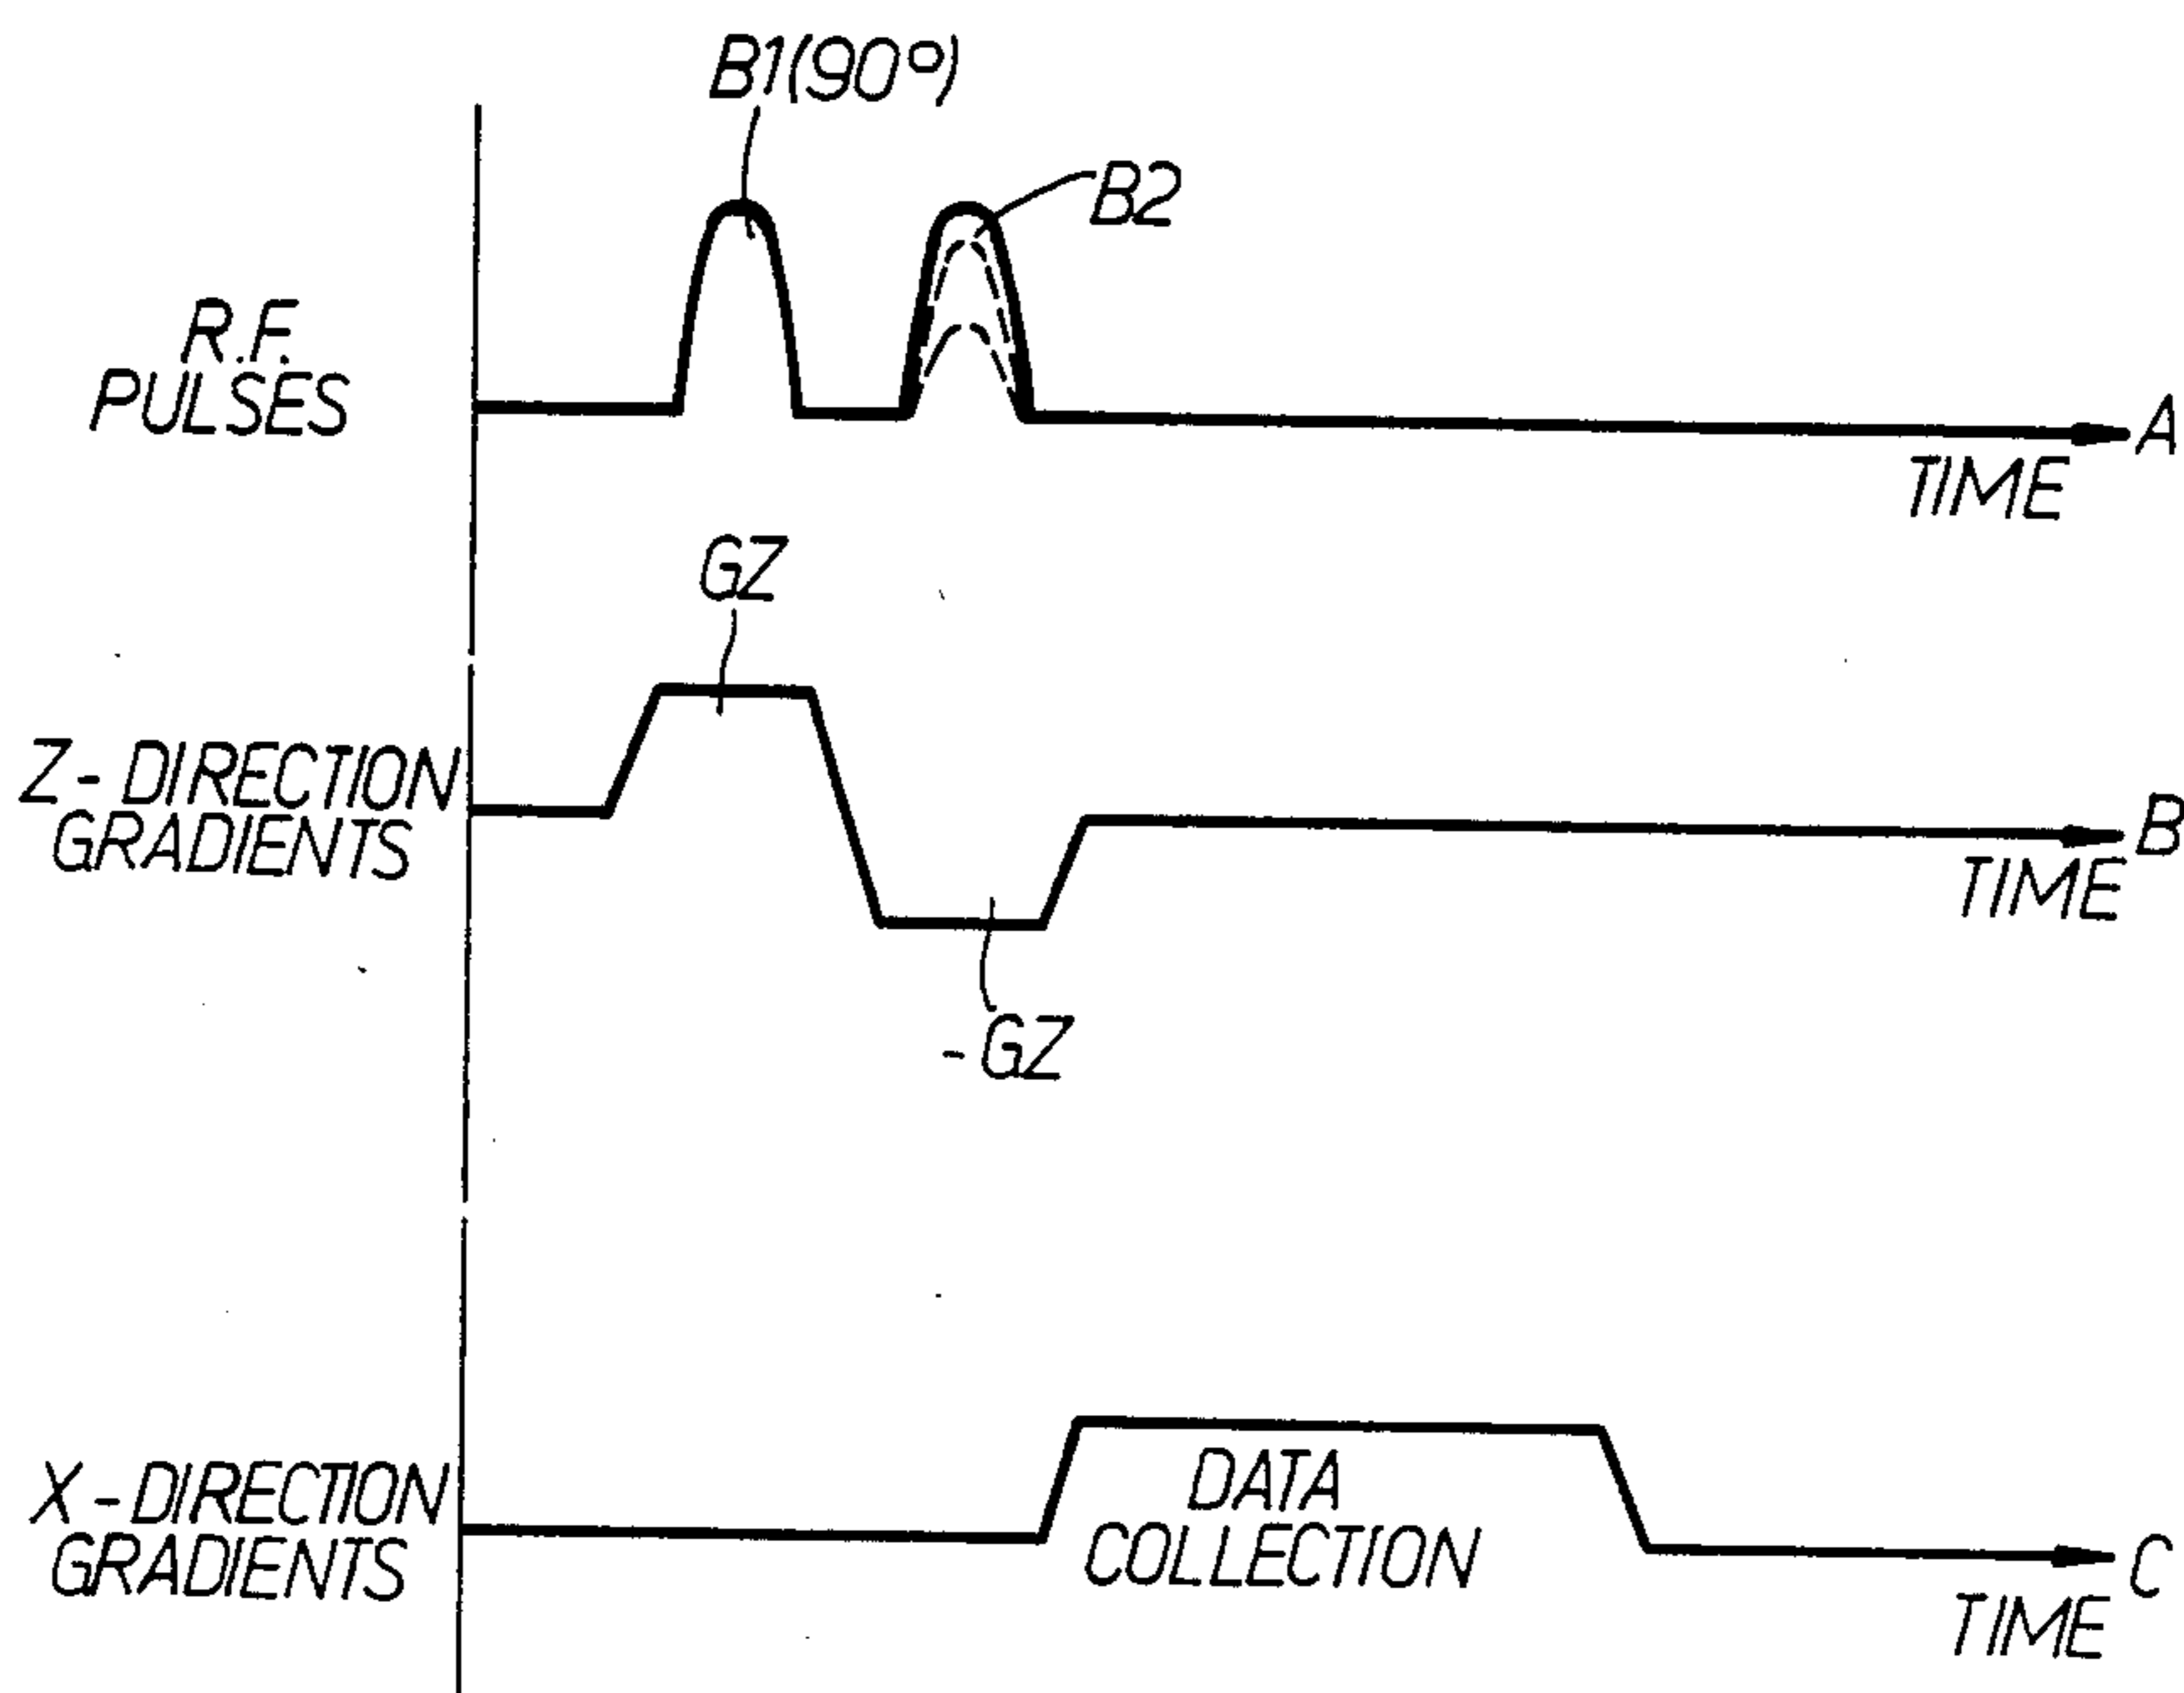 B1(90°)
B2
R.F.
PULSES
A
TIME
GZ
Z-DIRECTION
GRADIENTS
B
TIME
-GZ
X-DIRECTION
GRADIENTS
DATA
COLLECTION
C
TIME